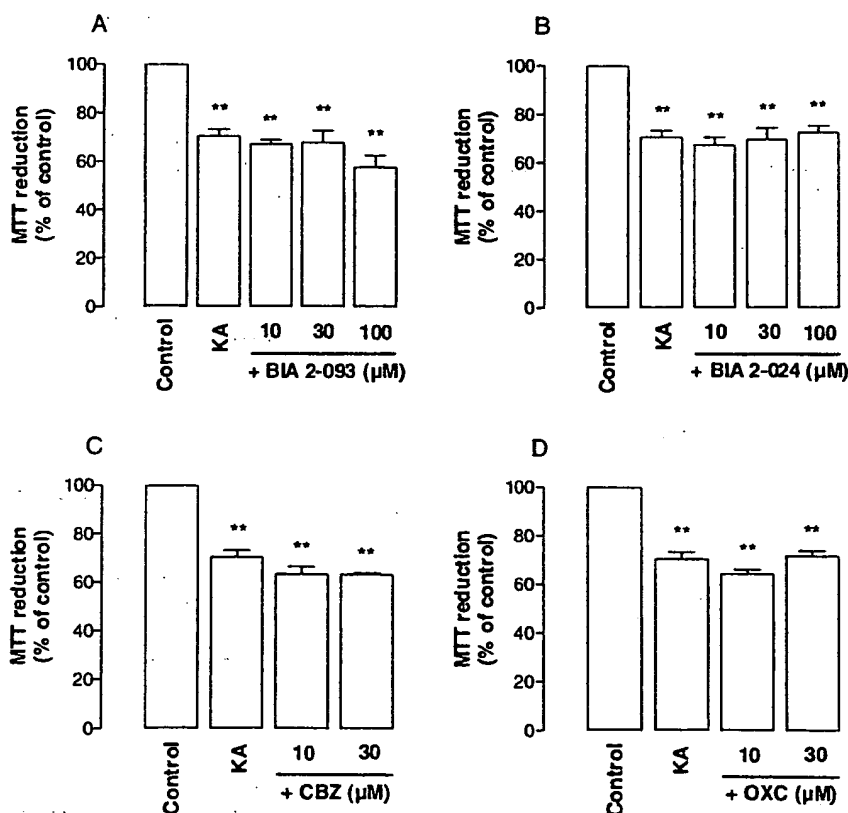 A
MTT reduction
(% of control)
100
80
60
40
20
0
**
**
**
**
Control
KA
10
30
100
+ BIA 2-093 (µM)
B
MTT reduction
(% of control)
100
80
60
40
20
0
**
**
**
**
Control
KA
10
30
100
+ BIA 2-024 (µM)
C
MTT reduction
(% of control)
100
80
60
40
20
0
**
**
**
Control
KA
10
30
+ CBZ (µM)
D
MTT reduction
(% of control)
100
80
60
40
20
0
**
**
**
Control
KA
10
30
+ OXC (µM)